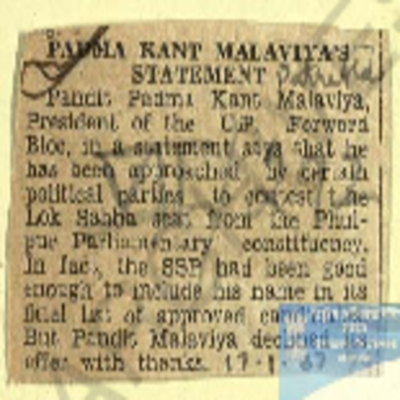 PADMA KANT MALAVIYA'S
STATEMENT Patrika
Pandit Padma Kant Malaviya,
President of the U.P. Forward
Bloc, in a statement says that he
has been approached by certain
political parties to contest the
Lok Sabha seat from the Phul-
pur Parliamentary constituency.
In fact, the SSP had been good
enough to include his name in its
final list of approved candidates.
But Pandit Malaviya declined its
offer with thanks. 17-1-67